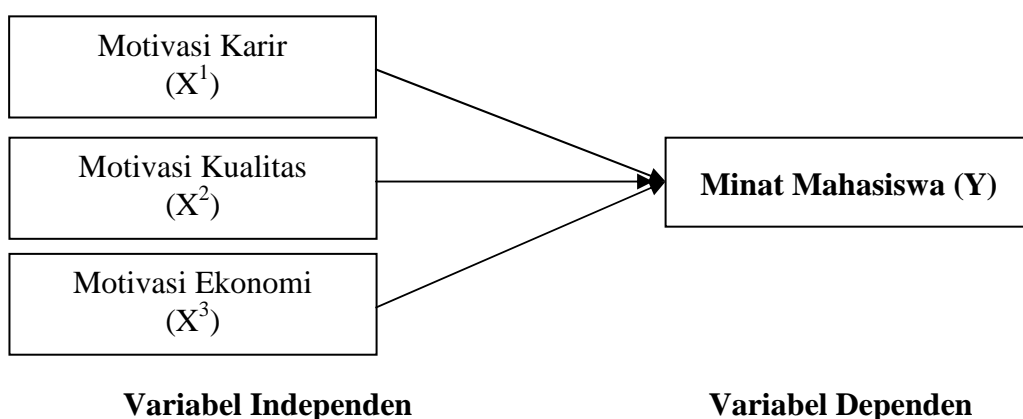 Motivasi Karir
(X¹)
Motivasi Kualitas
(X²)
Motivasi Ekonomi
(X³)
Minat Mahasiswa (Y)
Variabel Independen
Variabel Dependen